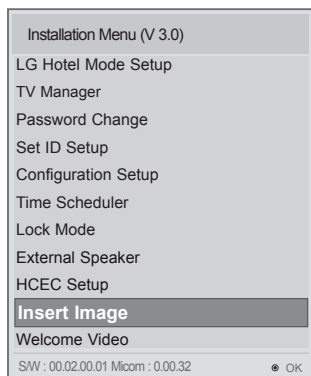 Installation Menu (V 3.0)
LG Hotel Mode Setup
TV Manager
Password Change
Set ID Setup
Configuration Setup
Time Scheduler
Lock Mode
External Speaker
HCEC Setup
Insert Image
Welcome Video
S/W : 00.02.00.01 Micom : 0.00.32 ◉ OK